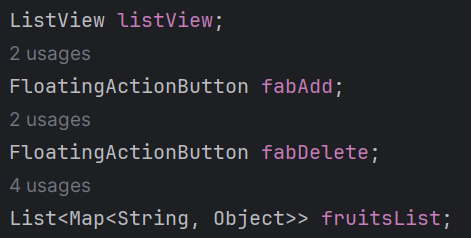 ListView listView;
2 usages
FloatingActionButton fabAdd;
2 usages
FloatingActionButton fabDelete;
4 usages
List<Map<String, Object>> fruitsList;